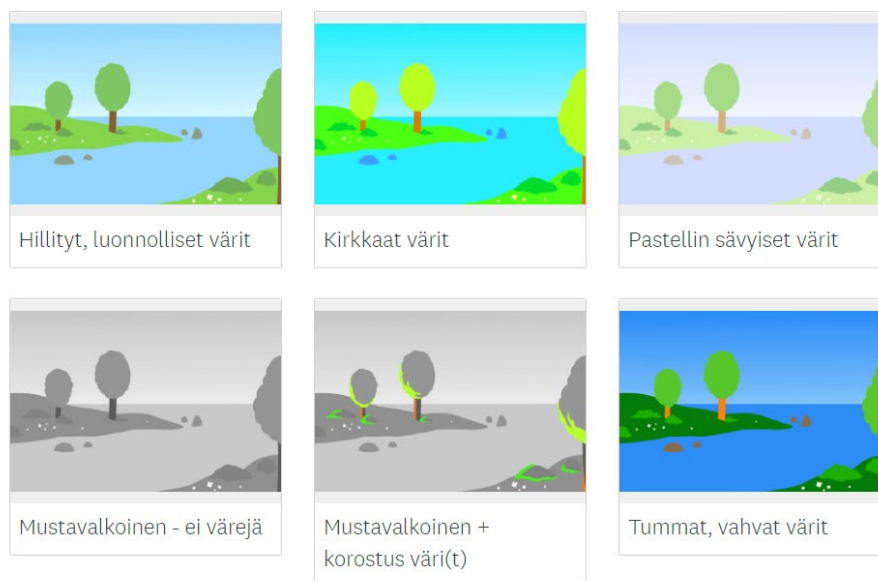 Hillityt, luonnolliset värit
Kirkkaat värit
Pastellin sävyiset värit
Mustavalkoinen - ei värejä
Mustavalkoinen +
korostus väri(t)
Tummat, vahvat värit